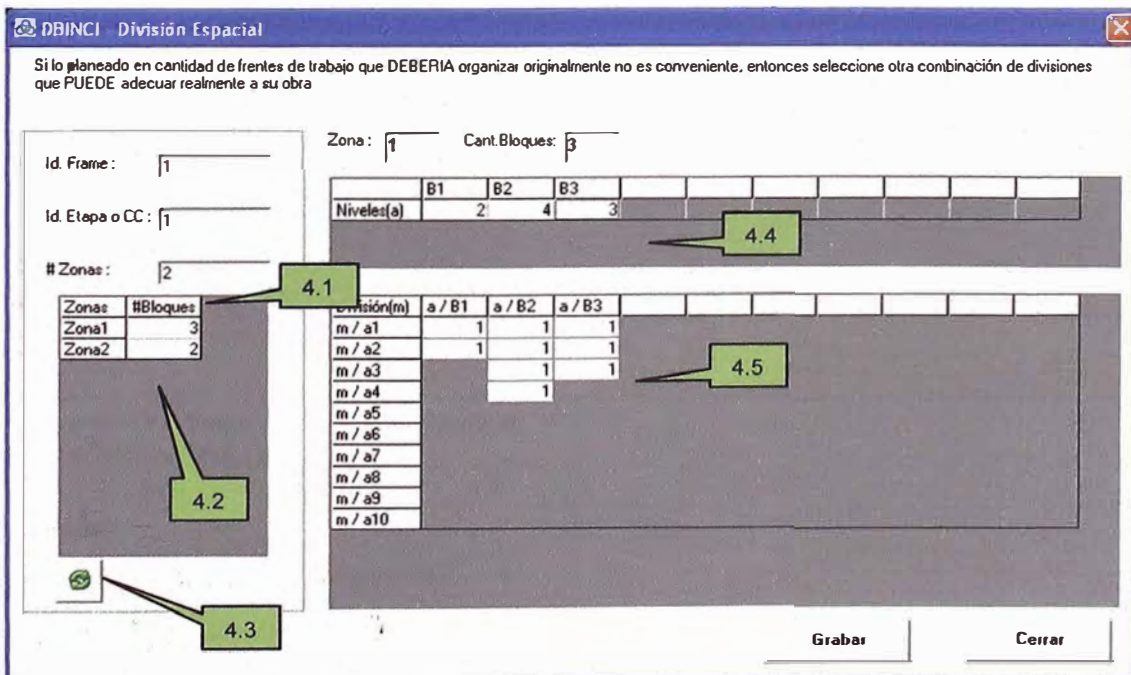 DBINCI - División Espacial
Si lo planeado en cantidad de frentes de trabajo que DEBERIA organizar originalmente no es conveniente, entonces seleccione otra combinación de divisiones
que PUEDE adecuar realmente a su obra
Id. Frame : 1
Id. Etapa o CC : 1
# Zonas : 2
4.1
Zonas #Bloques
Zona1 3
Zona2 2
4.2
4.3
Zona : 1 Cant.Bloques: 3
B1 B2 B3
Niveles(a) 2 4 3
4.4
a / B1 a / B2 a / B3
m / a1 1 1 1
m / a2 1 1 1
m / a3 1 1
m / a4 1
m / a5
m / a6
m / a7
m / a8
m / a9
m / a10
4.5
Grabar Cerrar